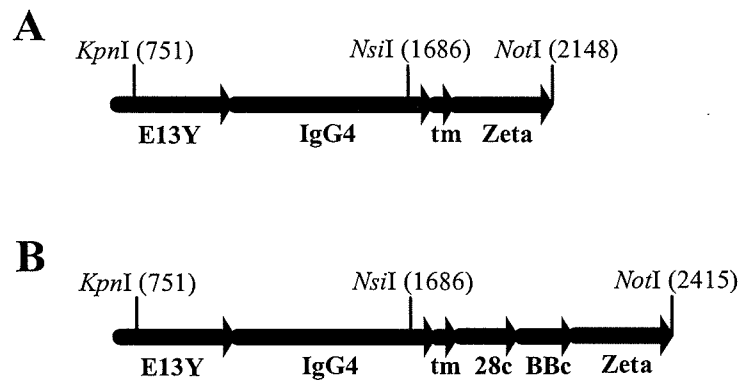 A
KpnI (751) NsiI (1686) NotI (2148)
E13Y IgG4 tm Zeta
B
KpnI (751) NsiI (1686) NotI (2415)
E13Y IgG4 tm 28c BBc Zeta